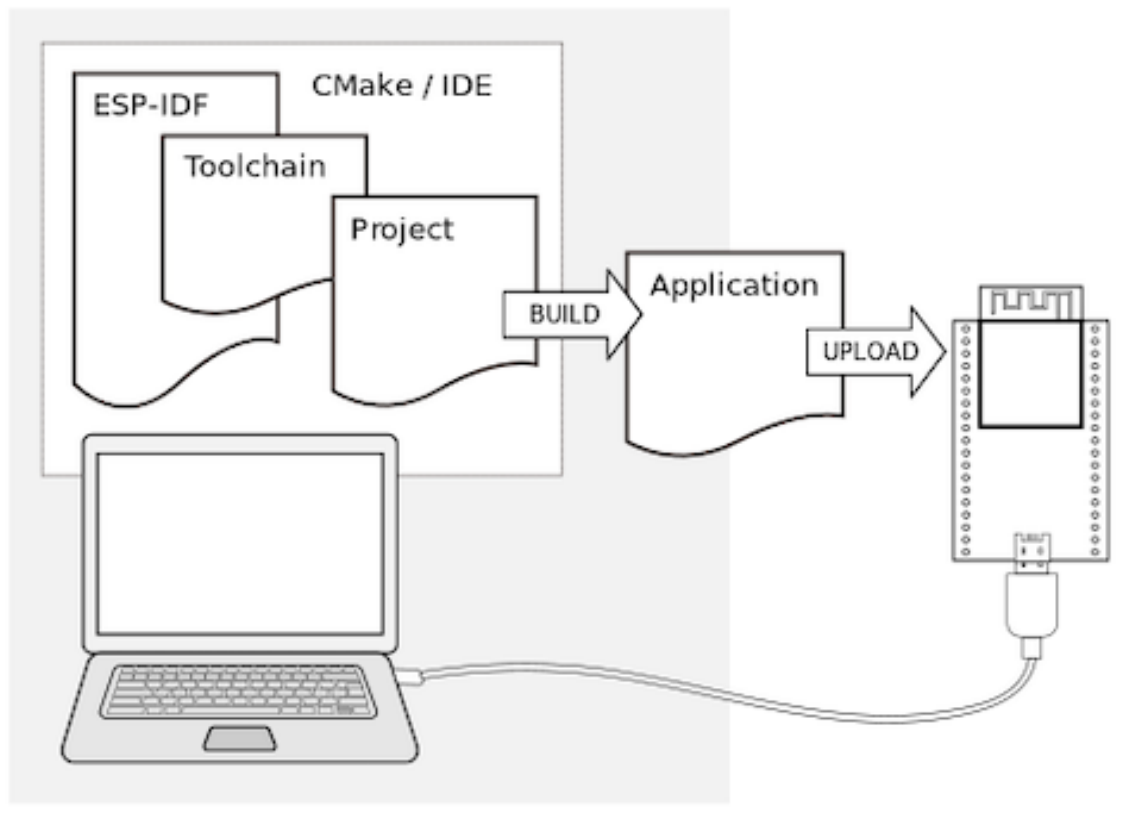 CMake / IDE
ESP-IDF
Toolchain
Project
BUILD
Application
UPLOAD